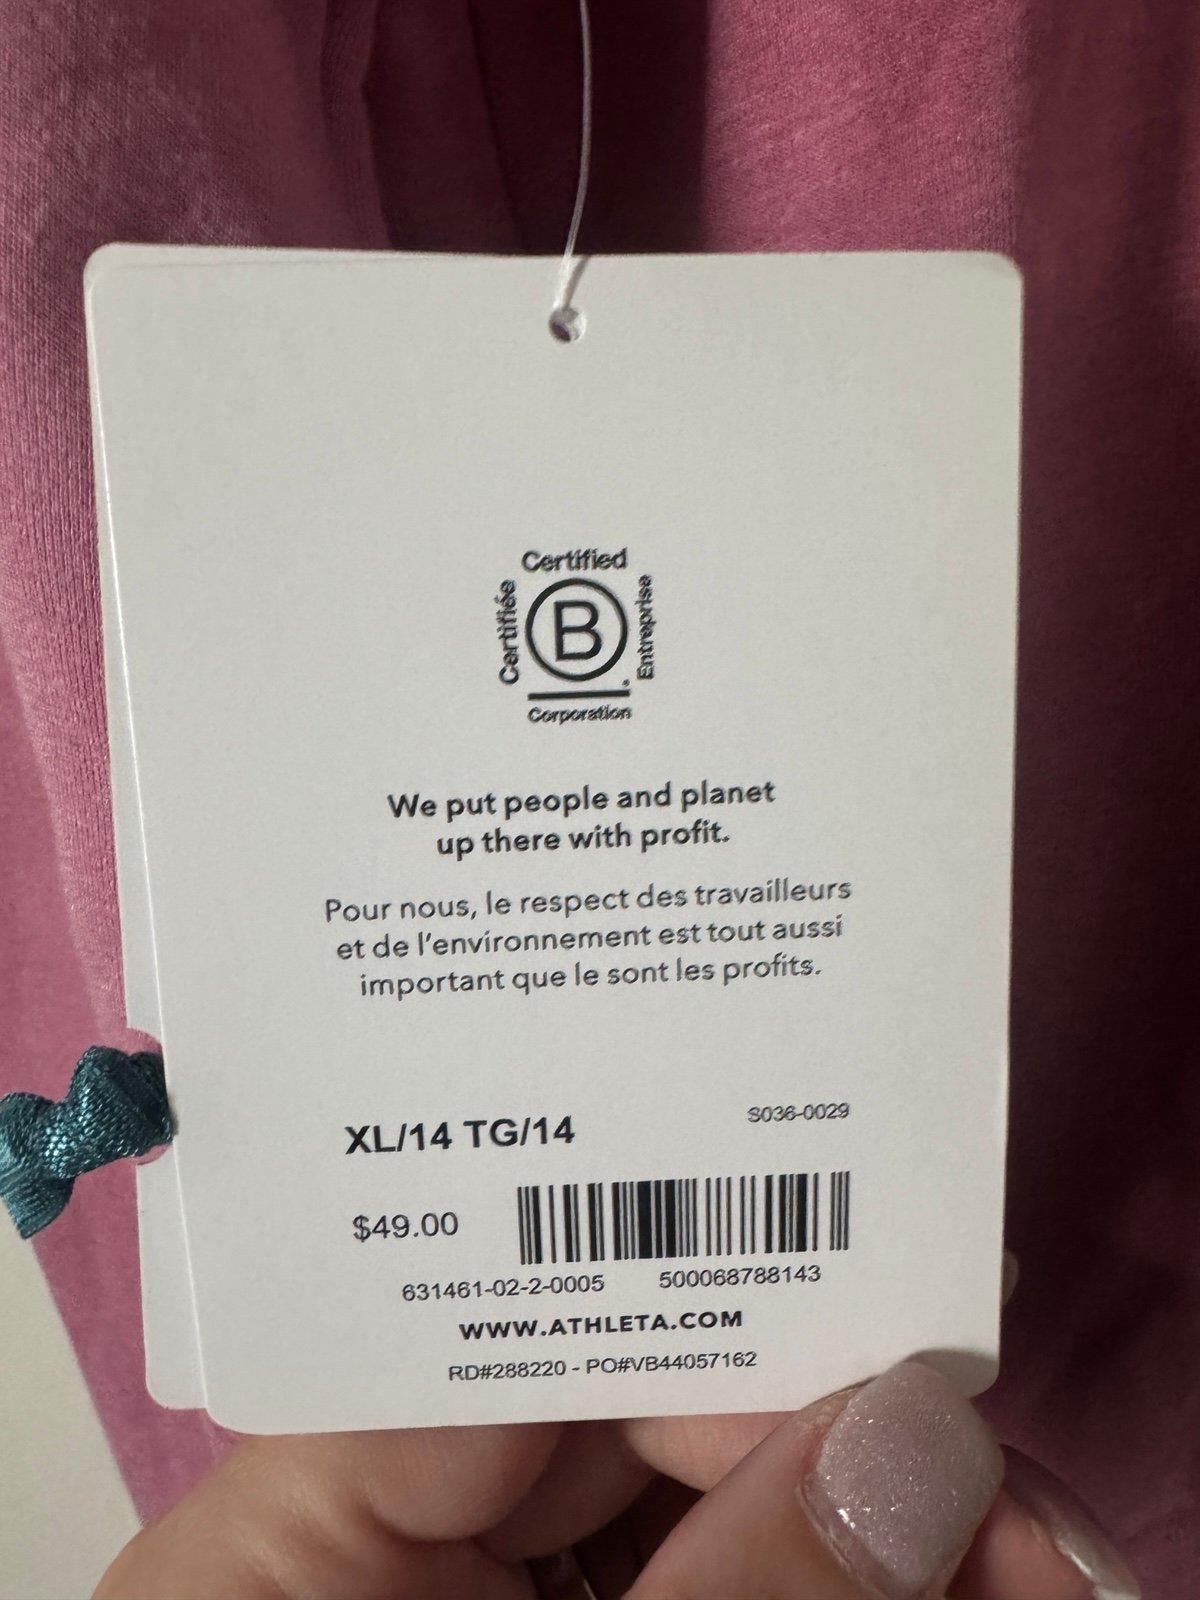 Certified
Certifiée
B
Entreprise
Corporation
We put people and planet
up there with profit.
Pour nous, le respect des travailleurs
et de l'environnement est tout aussi
important que le sont les profits.
XL/14 TG/14
S036-0029
$49.00
631461-02-2-0005 500068788143
WWW.ATHLETA.COM
RD#288220 - PO#VB44057162